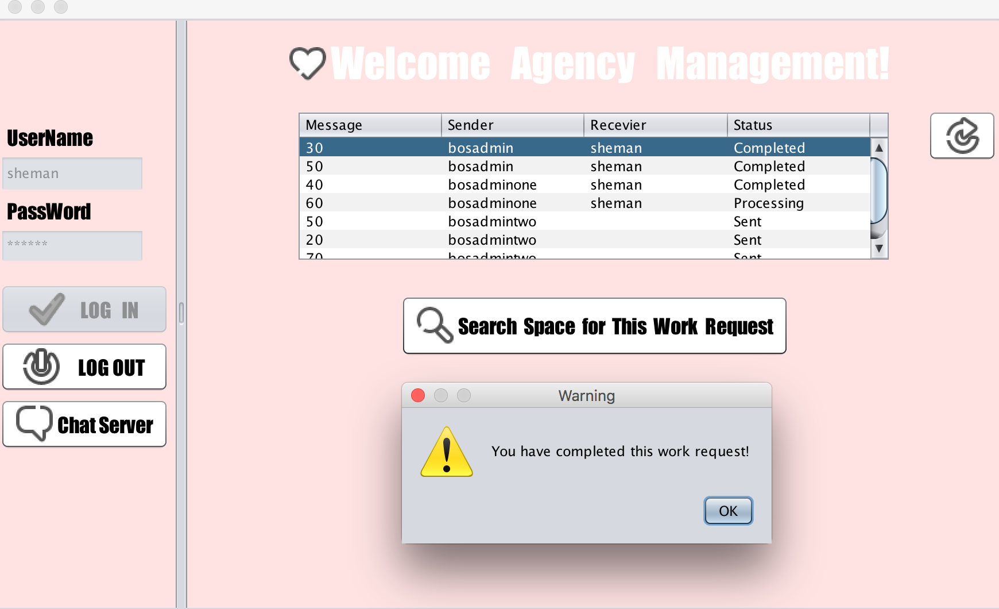 Welcome Agency Management!
UserName
sheman
PassWord
******
LOG IN
LOG OUT
Chat Server
Message Sender Recevier Status
30 bosadmin sheman Completed
50 bosadmin sheman Completed
40 bosadminone sheman Completed
60 bosadminone sheman Processing
50 bosadmintwo Sent
20 bosadmintwo Sent
70 bosadmintwo Sent
Search Space for This Work Request
Warning
You have completed this work request!
OK